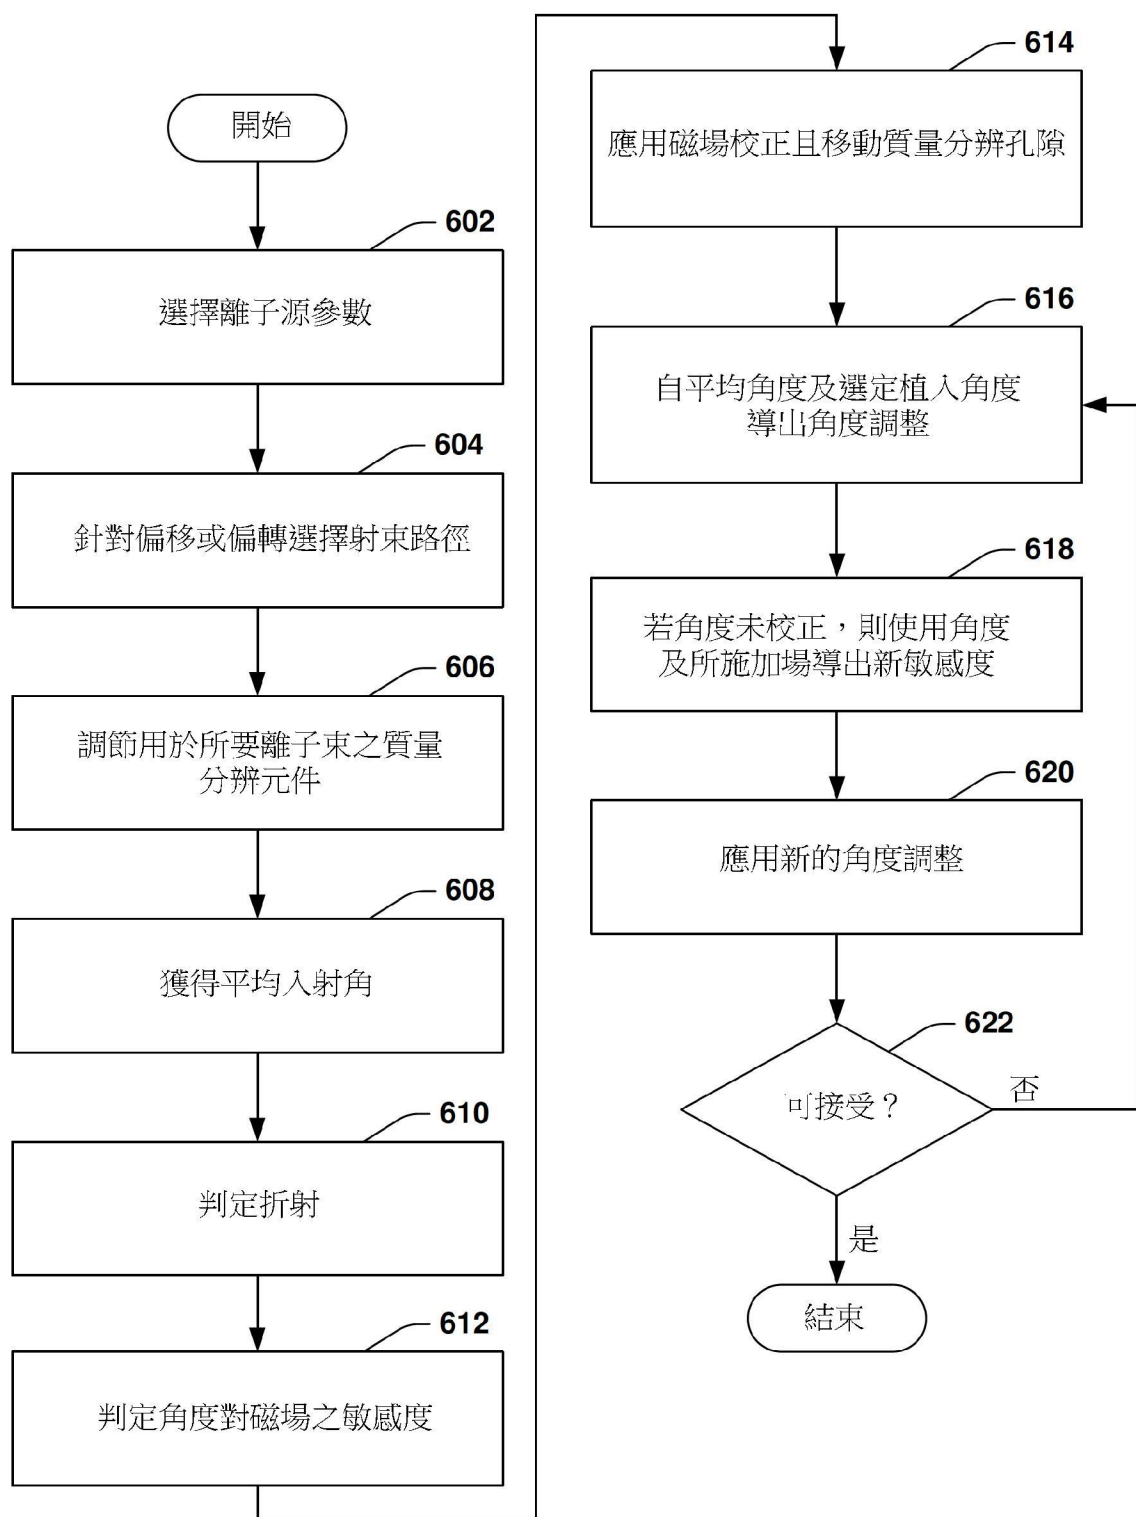 開始
602
選擇離子源參數
604
針對偏移或偏轉選擇射束路徑
606
調節用於所要離子束之質量
分辨元件
608
獲得平均入射角
610
判定折射
612
判定角度對磁場之敏感度
614
應用磁場校正且移動質量分辨孔隙
616
自平均角度及選定植入角度
導出角度調整
618
若角度未校正，則使用角度
及所施加場導出新敏感度
620
應用新的角度調整
622
可接受？
否
是
結束